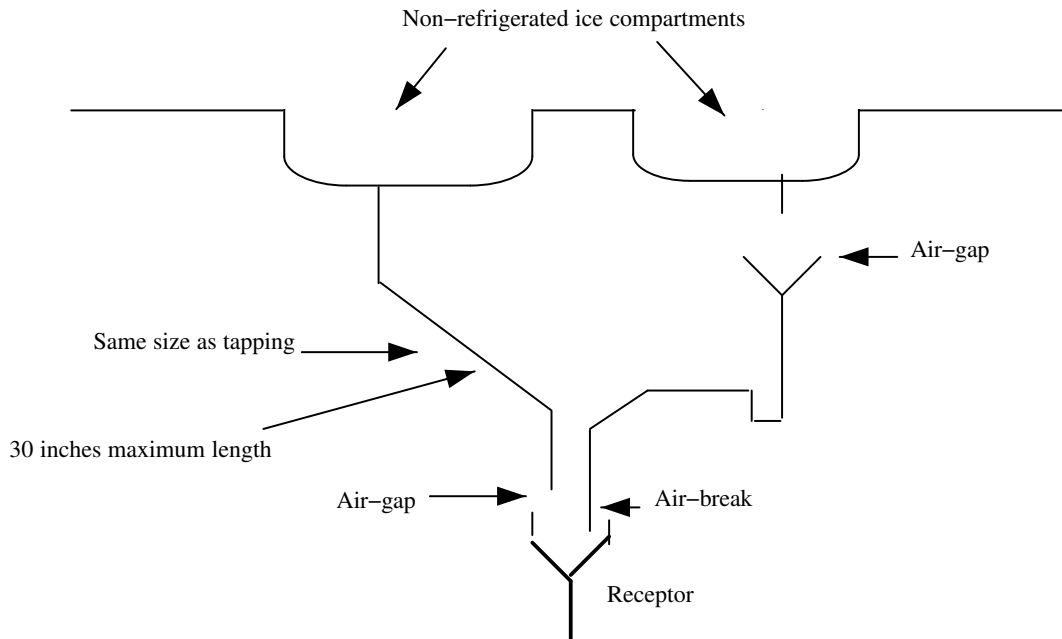 Non−refrigerated ice compartments
Air−gap
Same size as tapping
30 inches maximum length
Air−gap
Air−break
Receptor